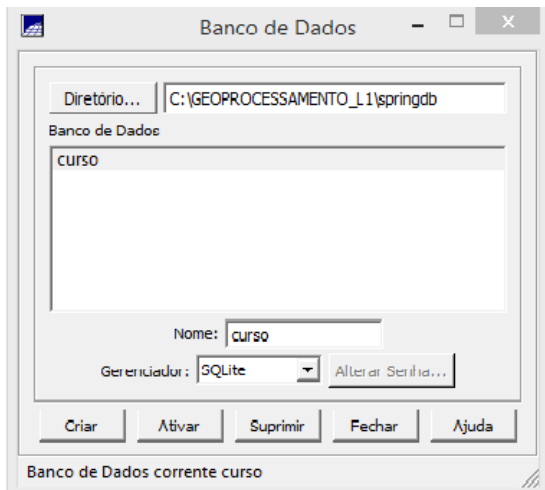 Banco de Dados
Diretório... C:\GEOPROCESSAMENTO_L1\springdb
Banco de Dados
curso
Nome: curso
Gerenciador: SQLite Alterar Senha...
Criar Ativar Suprimir Fechar Ajuda
Banco de Dados corrente curso